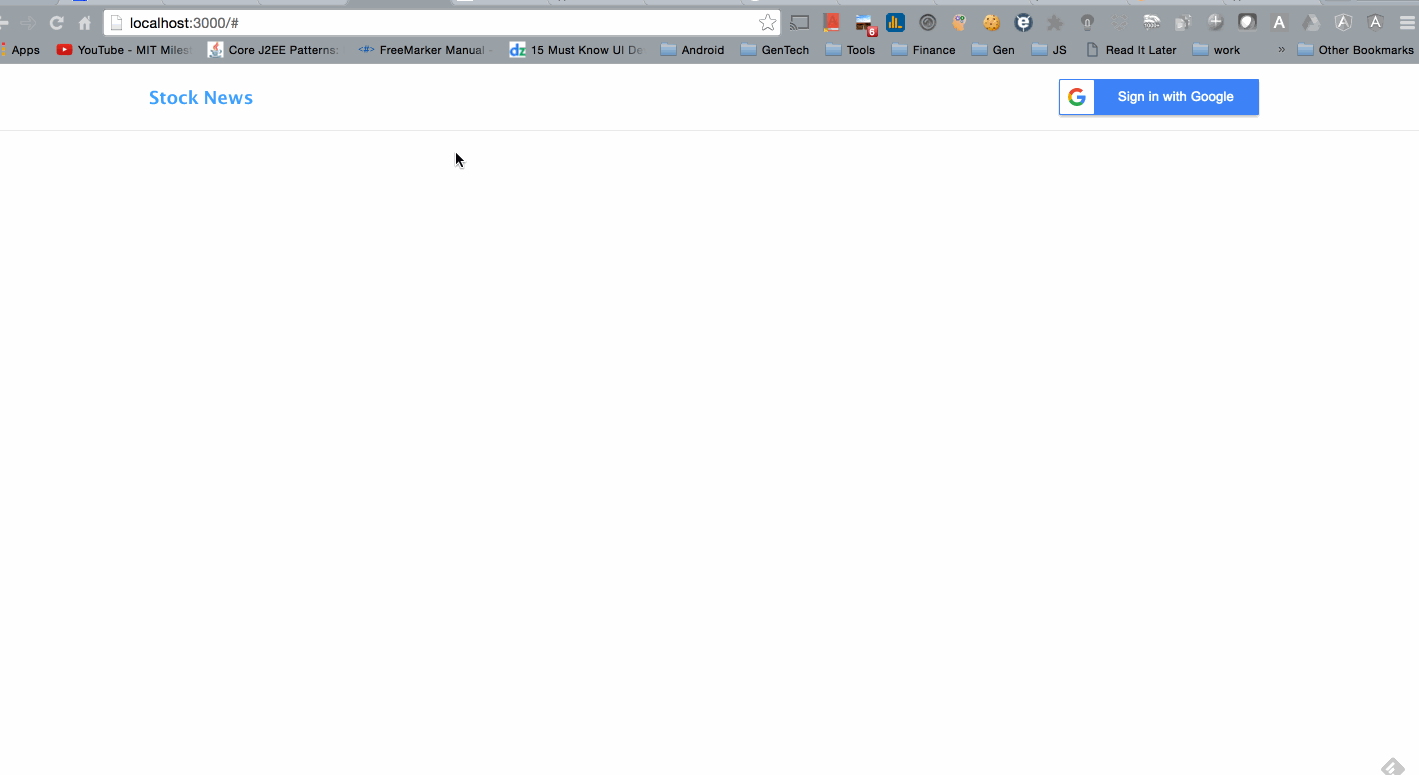 localhost:3000/#
6
Apps YouTube - MIT Miles Core J2EE Patterns: FreeMarker Manual - 15 Must Know UI De Android GenTech Tools Finance Gen JS Read It Later work » Other Bookmarks
Stock News
Sign in with Google